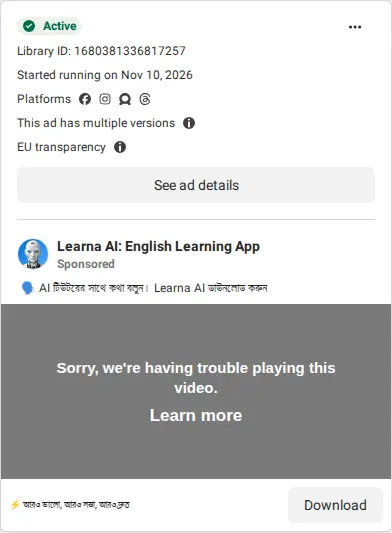 Active
Library ID: 1680381336817257
Started running on Nov 10, 2026
Platforms
This ad has multiple versions
EU transparency
See ad details
Learna AI: English Learning App
Sponsored
🗣️ AI টিউটরের সাথে কথা বলুন। Learna AI ডাউনলোড করুন
Sorry, we're having trouble playing this
video.
Learn more
⚡ আরও ভালো, আরও সস্তা, আরও দ্রুত
Download